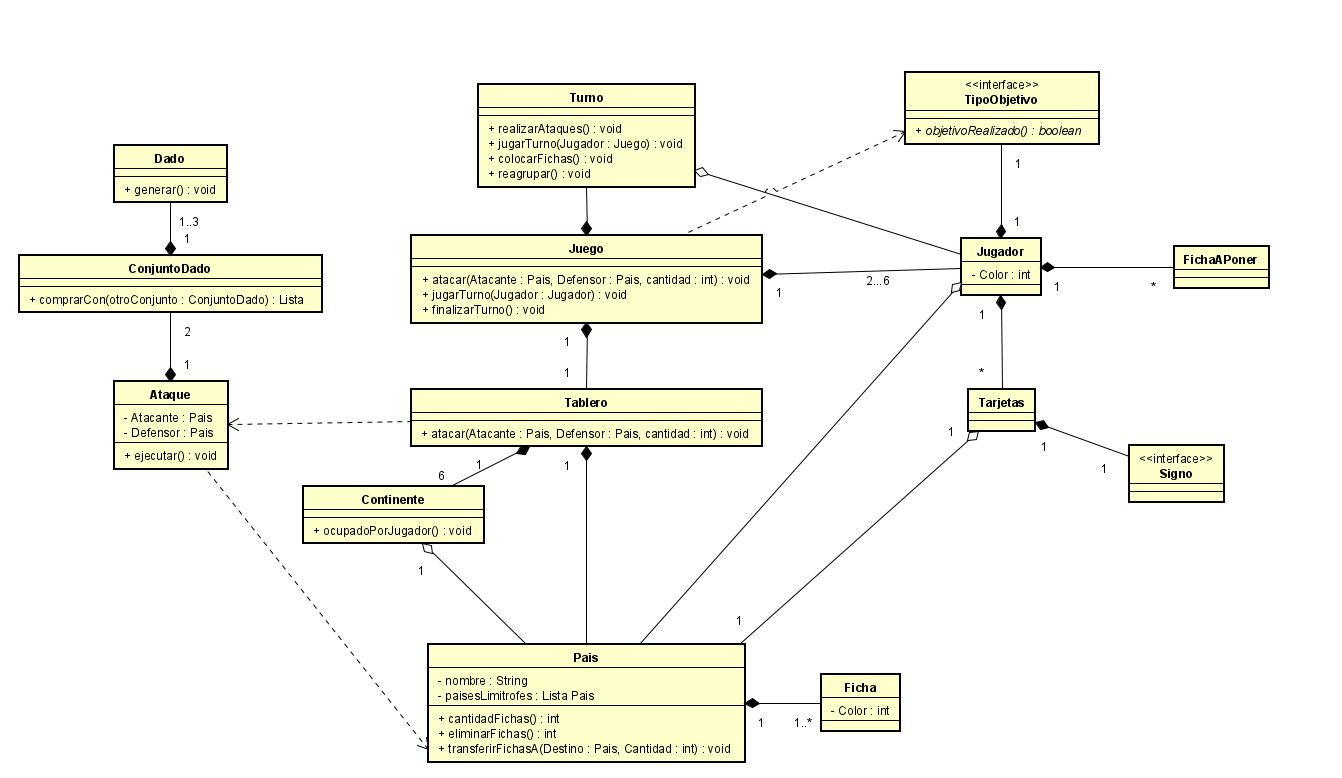 Turno
+ realizarAtaques() : void
+ jugarTurno(Jugador : Juego) : void
+ colocarFichas() : void
+ reagrupar() : void
<<interface>>
TipoObjetivo
+ objetivoRealizado() : boolean
1
1
Dado
+ generar() : void
1..3
1
ConjuntoDado
+ comprarCon(otroConjunto : ConjuntoDado) : Lista
2
1
Juego
+ atacar(Atacante : Pais, Defensor : Pais, cantidad : int) : void
+ jugarTurno(Jugador : Jugador) : void
+ finalizarTurno() : void
1
2...6
1
1
Jugador
- Color : int
1
*
FichaAPoner
1
*
Ataque
- Atacante : Pais
- Defensor : Pais
+ ejecutar() : void
Tablero
+ atacar(Atacante : Pais, Defensor : Pais, cantidad : int) : void
1
6
1
Tarjetas
1
1
1
<<interface>>
Signo
Continente
+ ocupadoPorJugador() : void
1
1
Pais
- nombre : String
- paisesLimitrofes : Lista Pais
+ cantidadFichas() : int
+ eliminarFichas() : int
+ transferirFichasA(Destino : Pais, Cantidad : int) : void
1
1..*
Ficha
- Color : int